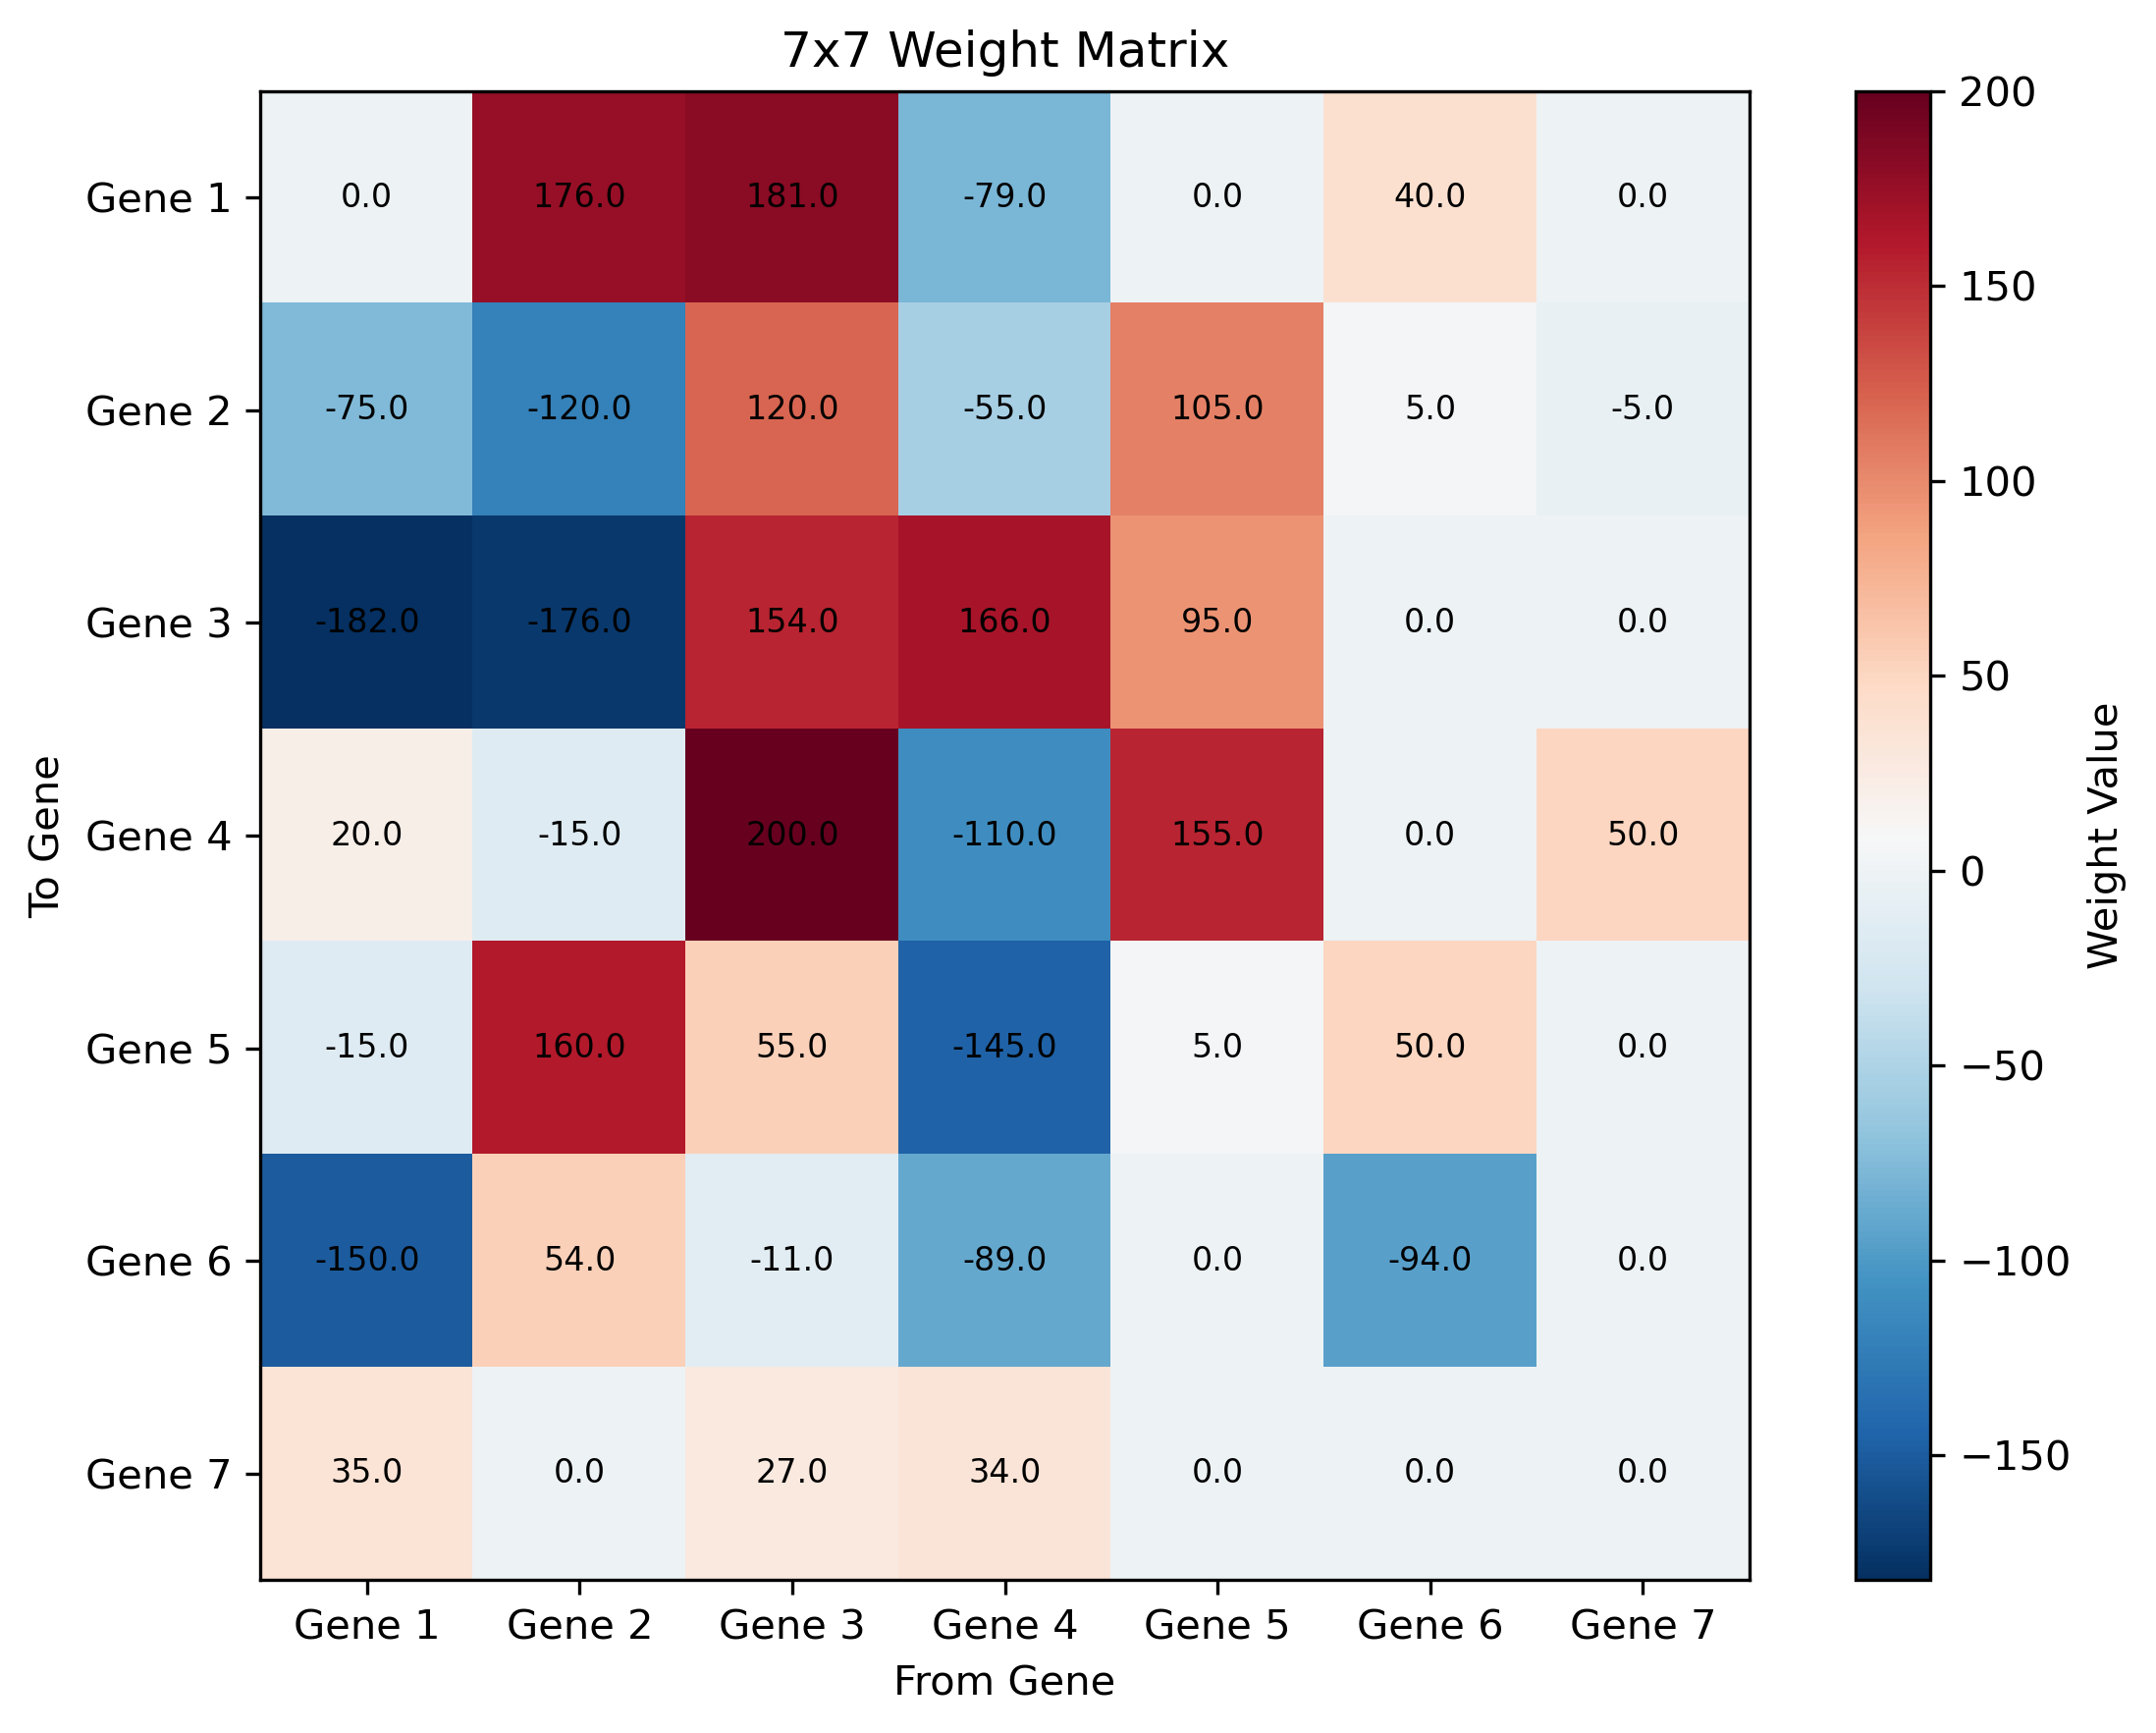 7x7 Weight Matrix
Gene 1 0.0 176.0 181.0 -79.0 0.0 40.0 0.0
Gene 2 -75.0 -120.0 120.0 -55.0 105.0 5.0 -5.0
Gene 3 -182.0 -176.0 154.0 166.0 95.0 0.0 0.0
Gene 4 20.0 -15.0 200.0 -110.0 155.0 0.0 50.0
Gene 5 -15.0 160.0 55.0 -145.0 5.0 50.0 0.0
Gene 6 -150.0 54.0 -11.0 -89.0 0.0 -94.0 0.0
Gene 7 35.0 0.0 27.0 34.0 0.0 0.0 0.0
Gene 1 Gene 2 Gene 3 Gene 4 Gene 5 Gene 6 Gene 7
From Gene
To Gene
200
150
100
50
0
−50
−100
−150
Weight Value